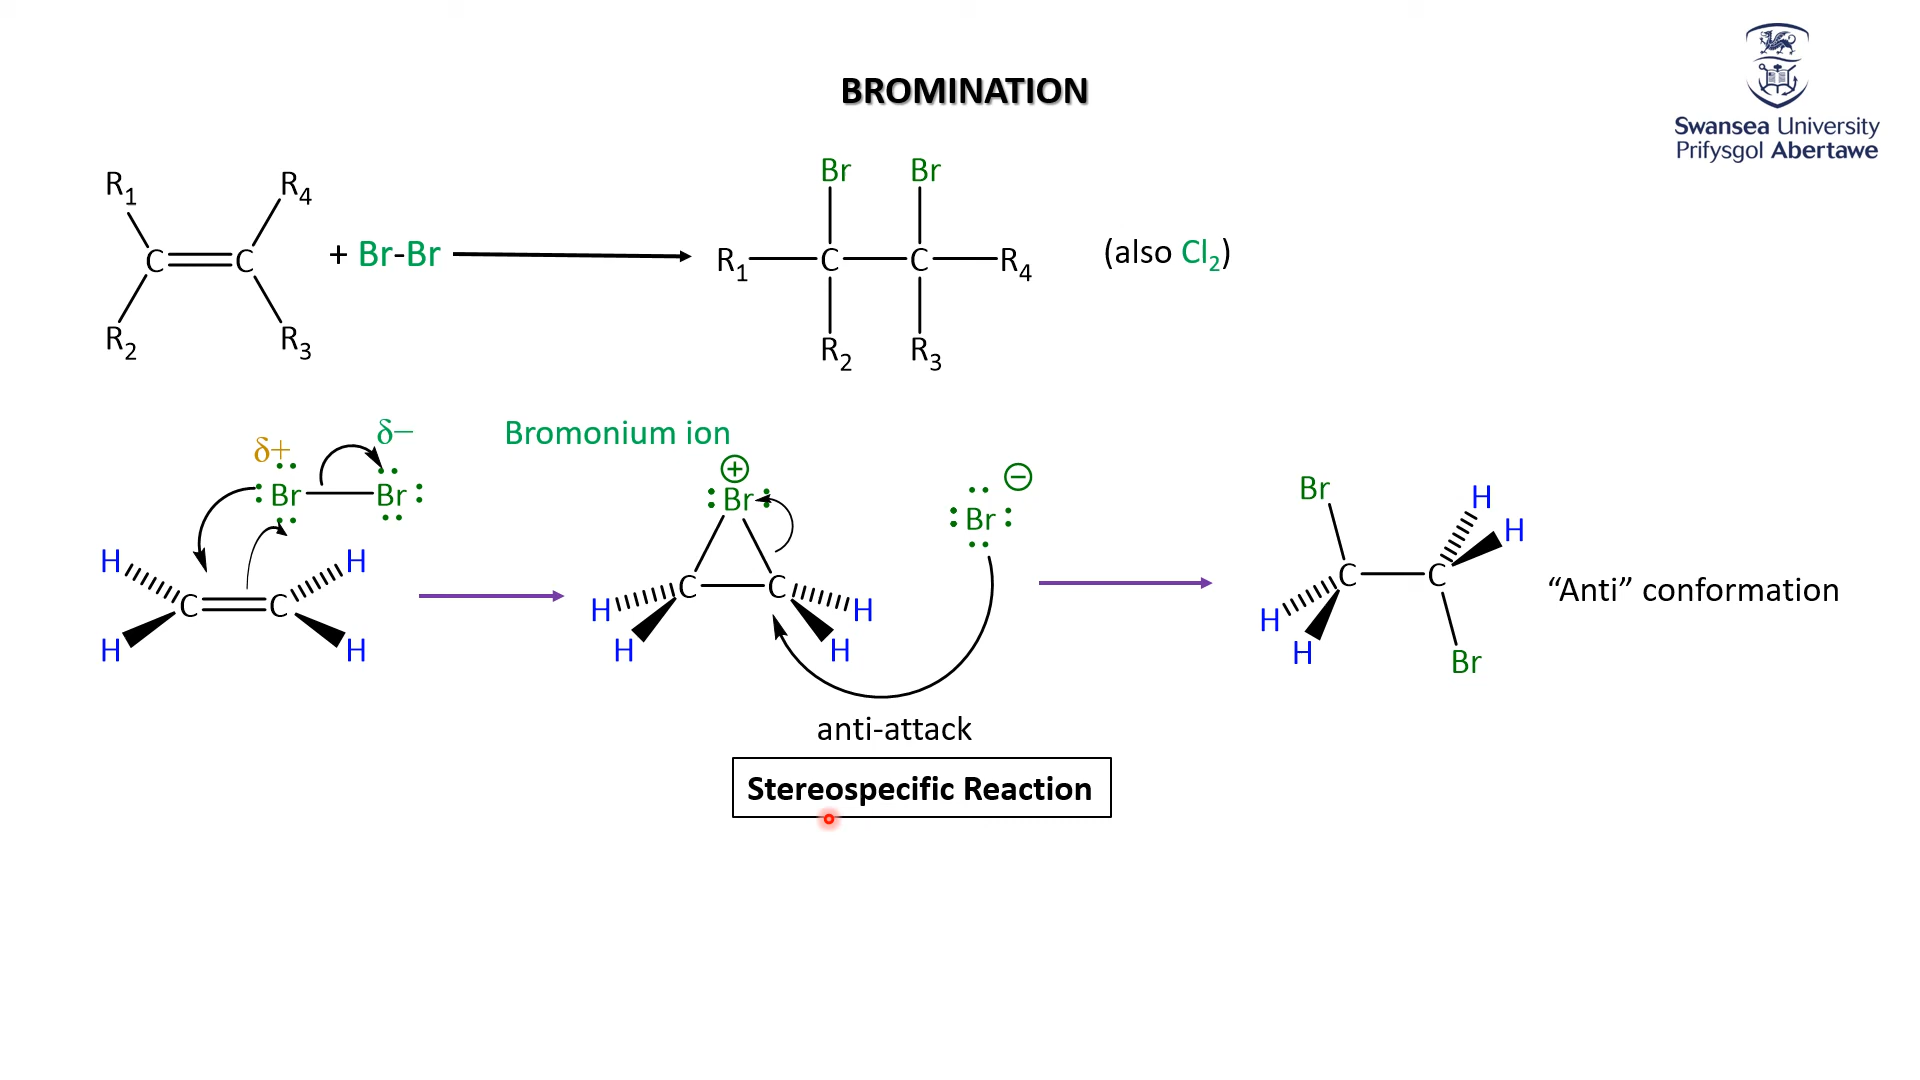 BROMINATION
Swansea University
Prifysgol Abertawe
R1 R4
C C
R2 R3
+ Br-Br
Br Br
R1 C C R4
R2 R3
(also Cl2)
δ+ δ−
Br Br
H H
C C
H H
Bromonium ion
+
Br
C C
H H
H H
−
Br
anti-attack
Stereospecific Reaction
Br H
H
C C
H
H
Br
“Anti” conformation